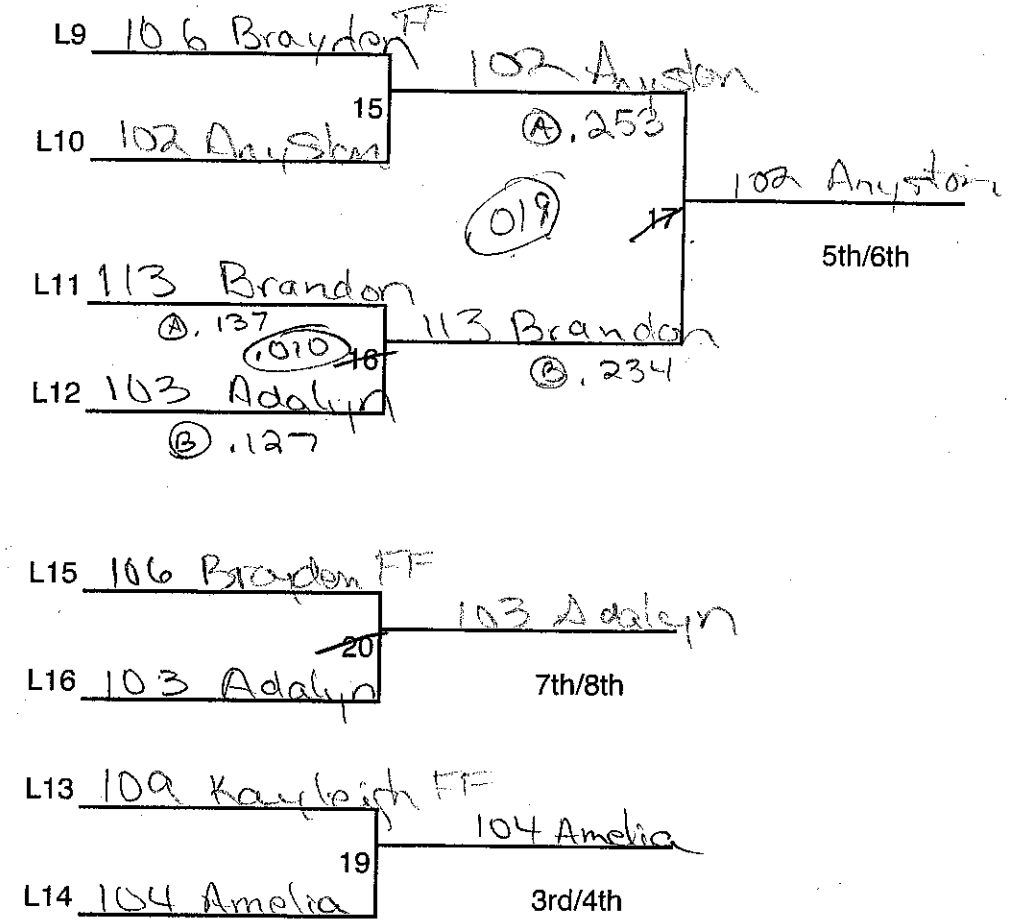 L9 106 Braydon FF
102 Anyston
15
L10 102 Anyston
Ⓐ .253
102 Anyston
.019
17
5th/6th
L11 113 Brandon
Ⓐ .137
.010
16
113 Brandon
Ⓑ .234
L12 103 Adalyn
Ⓑ .127
L15 106 Braydon FF
103 Adalyn
20
L16 103 Adalyn
7th/8th
L13 109 Kayleigh FF
104 Amelia
19
L14 104 Amelia
3rd/4th